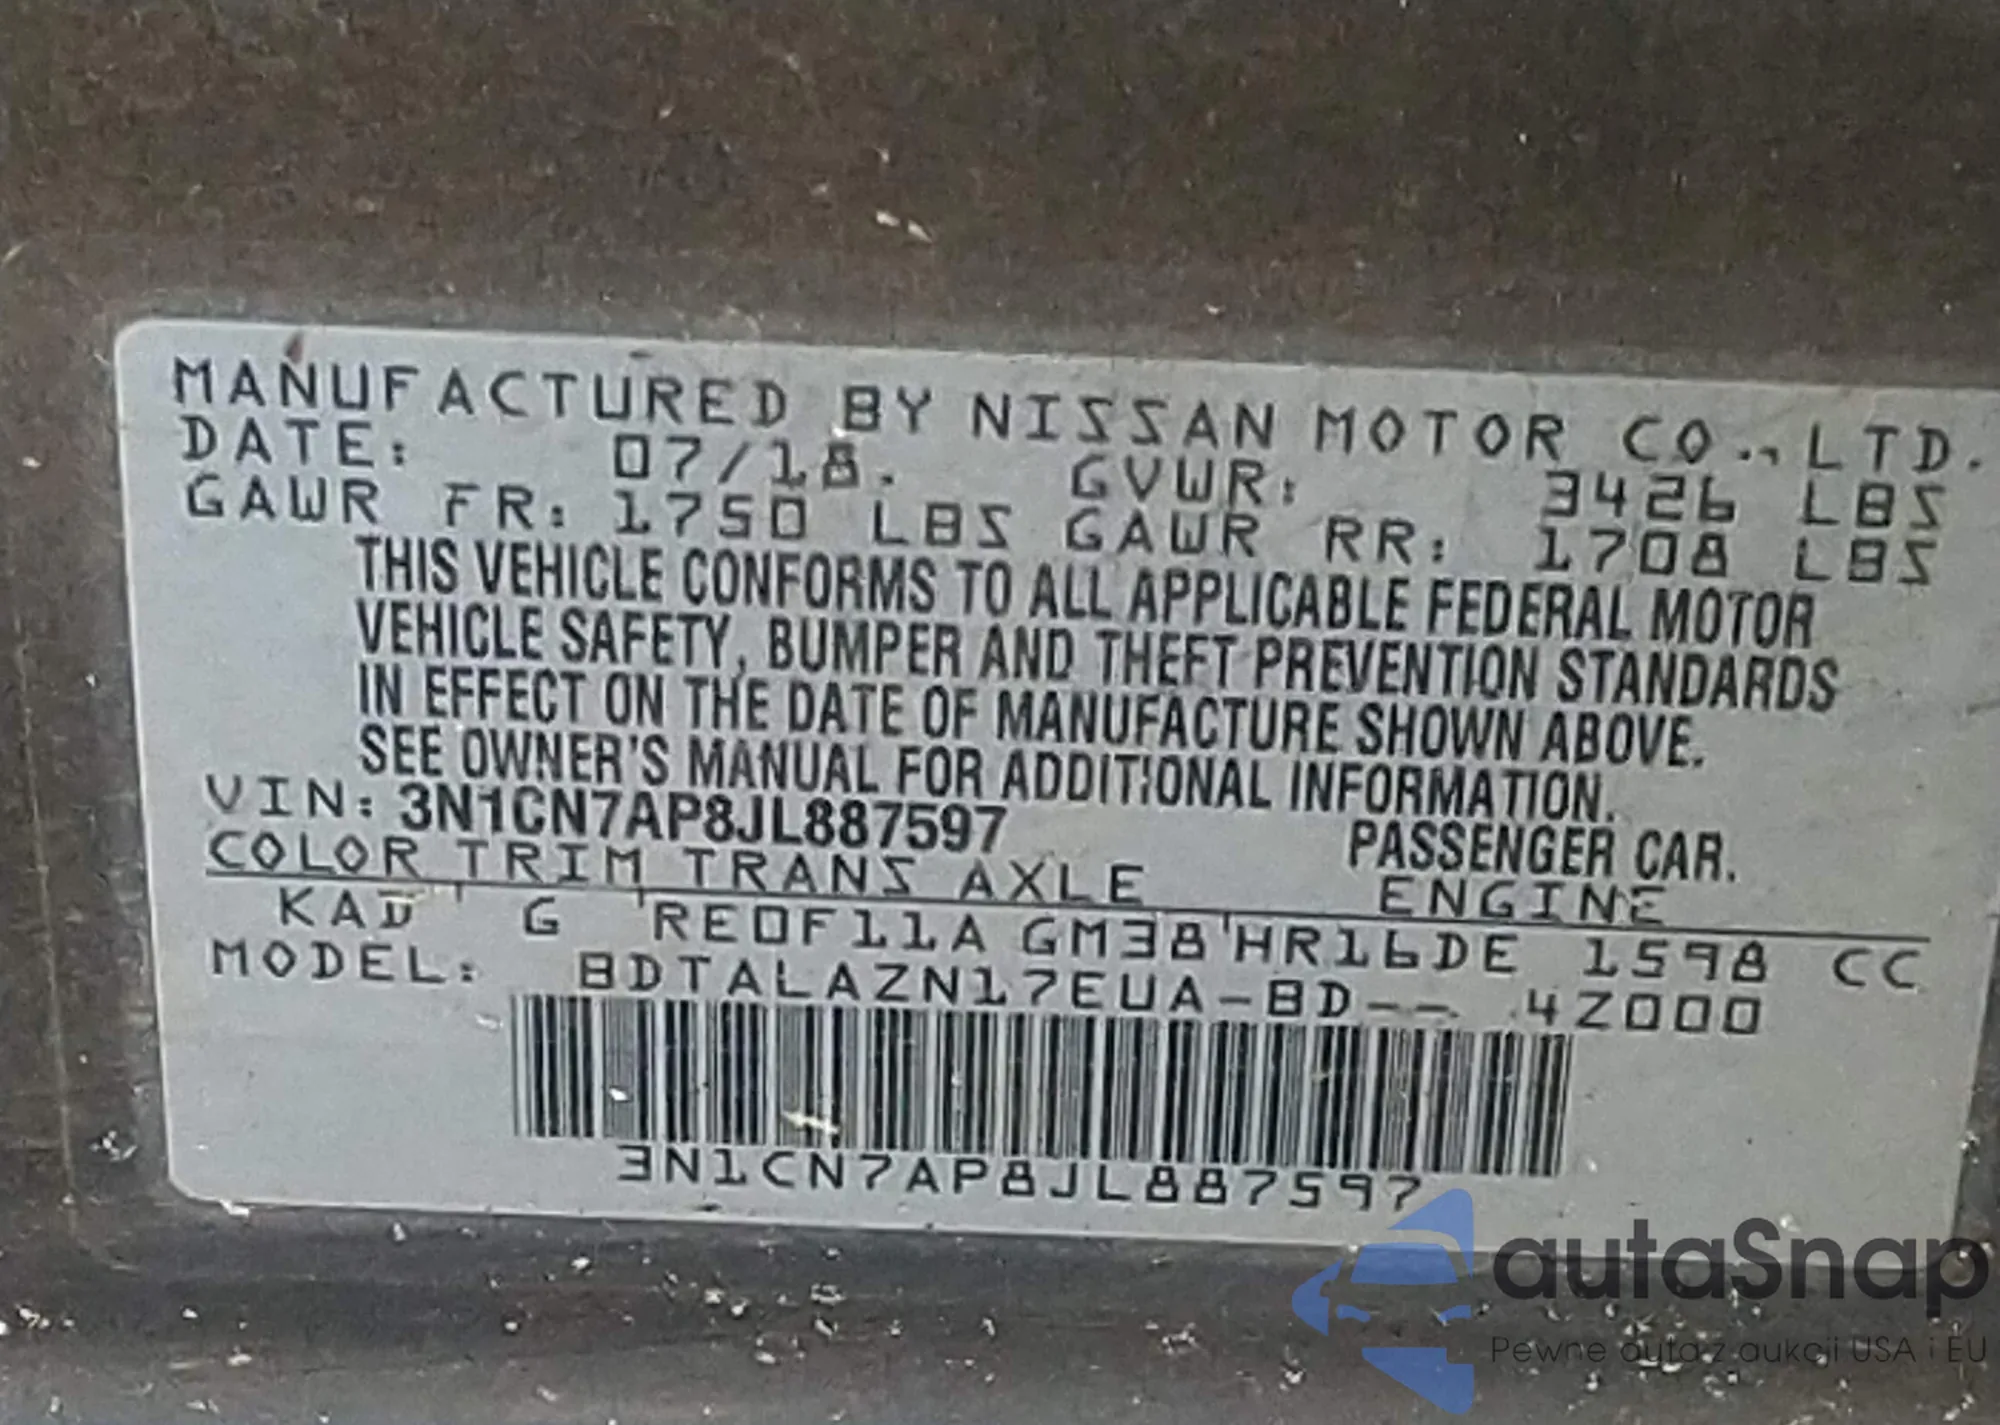 MANUFACTURED BY NISSAN MOTOR CO., LTD.
DATE: 07/18. GVWR: 3426 LBS
GAWR FR: 1750 LBS GAWR RR: 1708 LBS
THIS VEHICLE CONFORMS TO ALL APPLICABLE FEDERAL MOTOR
VEHICLE SAFETY, BUMPER AND THEFT PREVENTION STANDARDS
IN EFFECT ON THE DATE OF MANUFACTURE SHOWN ABOVE.
SEE OWNER'S MANUAL FOR ADDITIONAL INFORMATION.
VIN: 3N1CN7AP8JL887597 PASSENGER CAR.
COLOR TRIM TRANS AXLE ENGINE
KAD G RE0F11A GM38 HR16DE 1598 CC
MODEL: BDTALAZN17EUA-BD-- 4Z000
3N1CN7AP8JL887597
autaSnap
Pewne auta z aukcji USA i EU